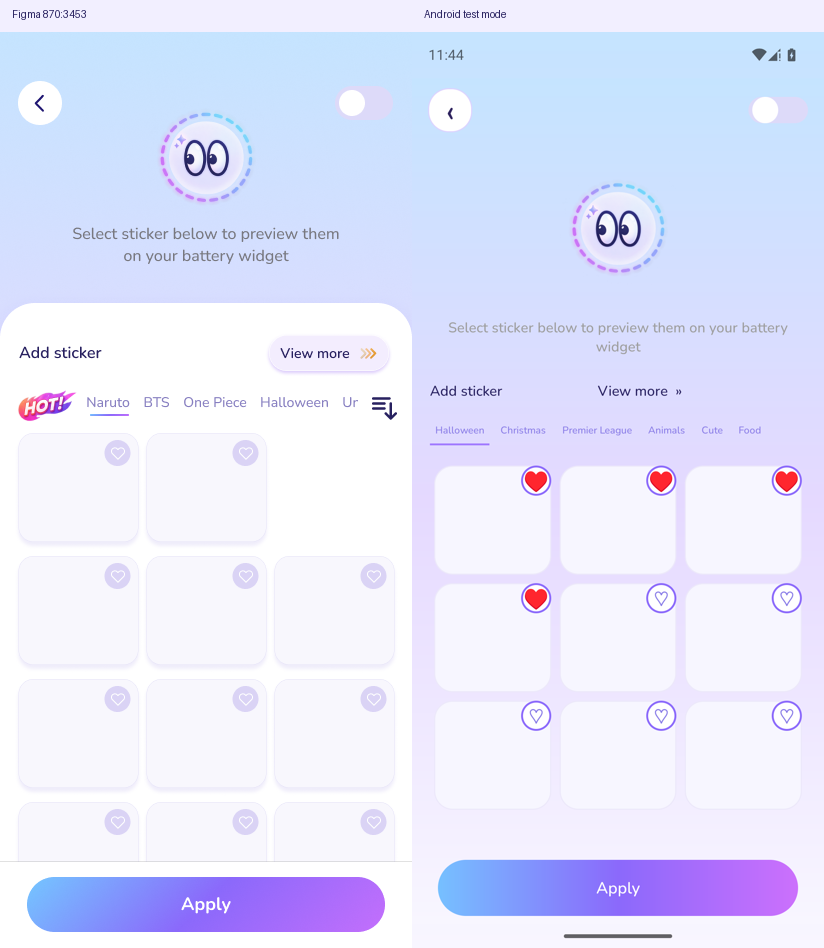 Figma 870:3453
Select sticker below to preview them
on your battery widget
Add sticker
View more
HOT!
Naruto
BTS
One Piece
Halloween
Ur
Apply
Android test mode
11:44
Select sticker below to preview them on your battery
widget
Add sticker
View more »
Halloween
Christmas
Premier League
Animals
Cute
Food
Apply